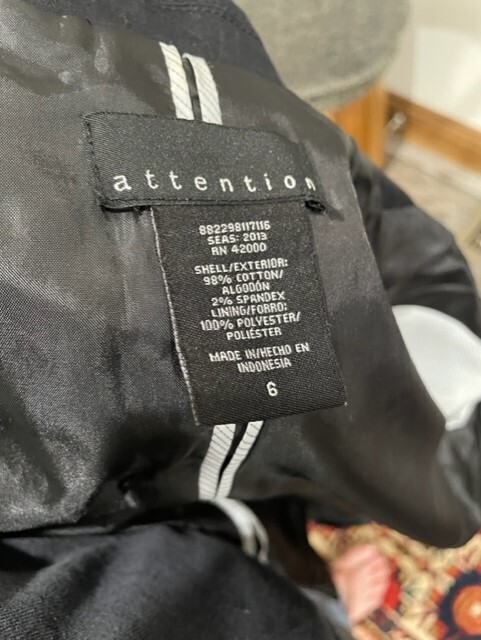 attention
882298117116
SEAS: 2013
RN 42000
SHELL/EXTERIOR:
98% COTTON/
ALGODÓN
2% SPANDEX
LINING/FORRO:
100% POLYESTER/
POLIÉSTER
MADE IN/HECHO EN
INDONESIA
6